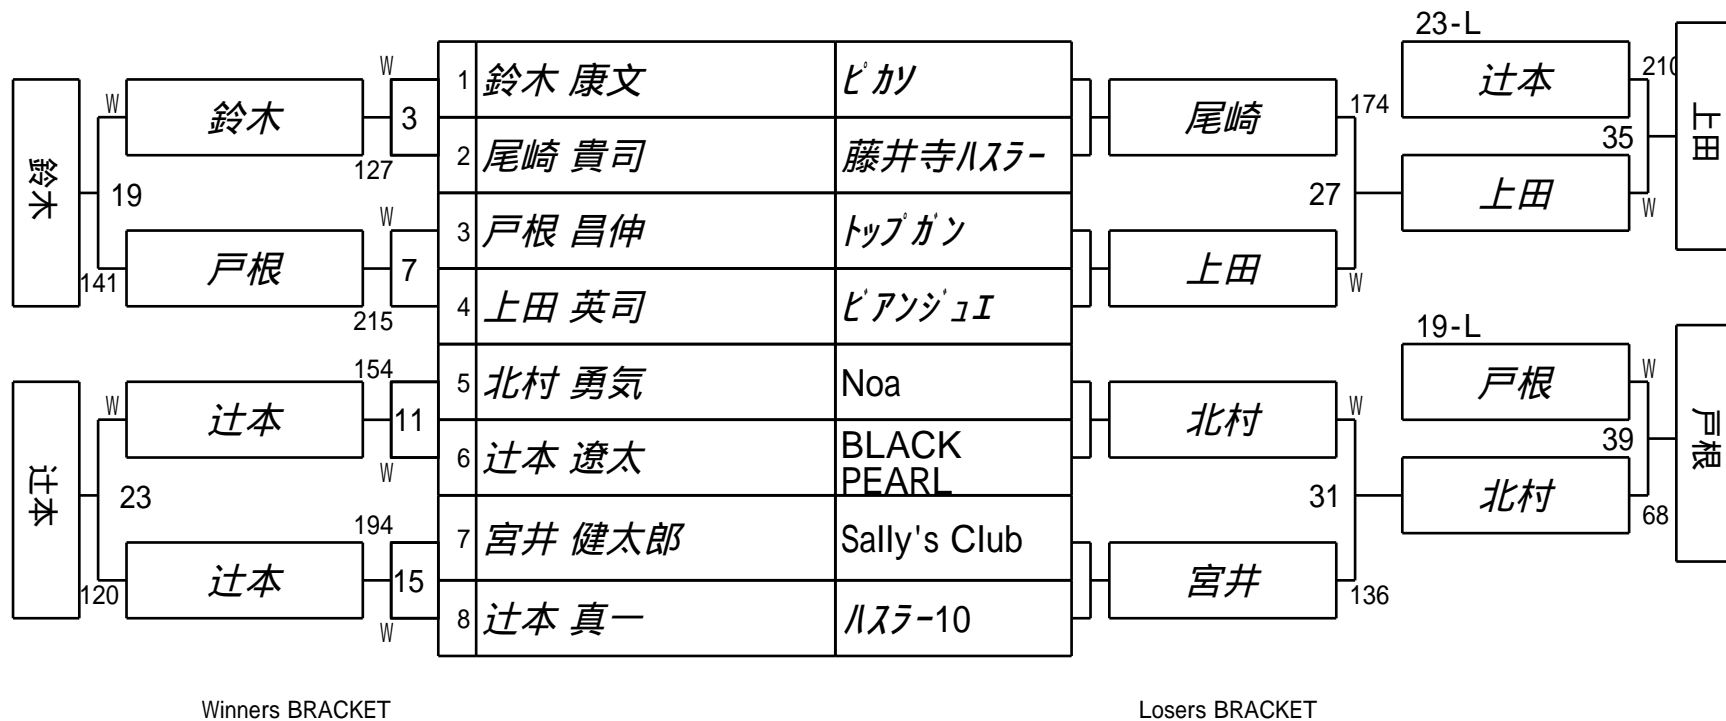 23-L
W
1 鈴木 康文 ピカソ
辻本
210
W
鈴木
3
尾崎
174
上田
2 尾崎 貴司 藤井寺ハスラー
127
35
鈴木
19
W
27
上田
W
3 戸根 昌伸 トップガン
戸根
7
上田
141
W
4 上田 英司 ピアンジュエ
215
19-L
154
5 北村 勇気 Noa
戸根
W
W
辻本
11
北村
W
戸根
6 辻本 遼太 BLACK
PEARL
W
39
辻本
23
31
北村
68
194
7 宮井 健太郎 Sally's Club
辻本
15
宮井
120
136
8 辻本 真一 ハスラー10
W
Winners BRACKET
Losers BRACKET